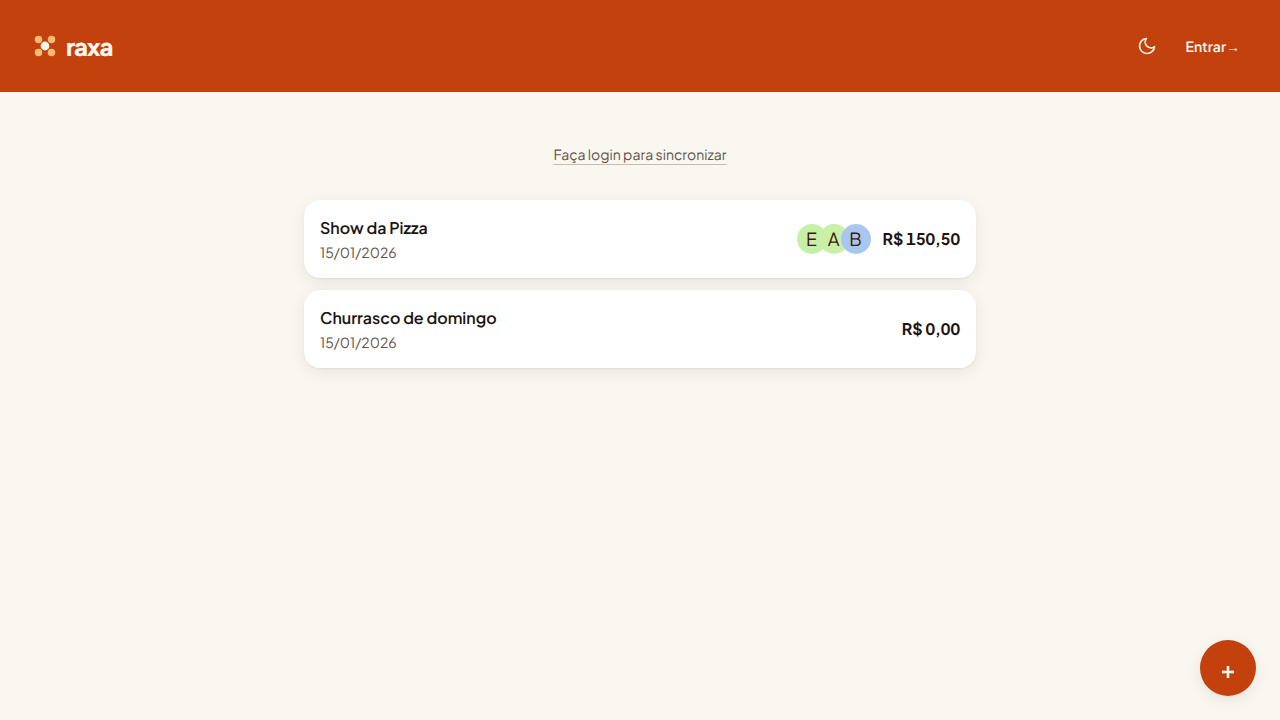 raxa
Entrar→
Faça login para sincronizar
Show da Pizza
15/01/2026
E A B
R$ 150,50
Churrasco de domingo
15/01/2026
R$ 0,00
+